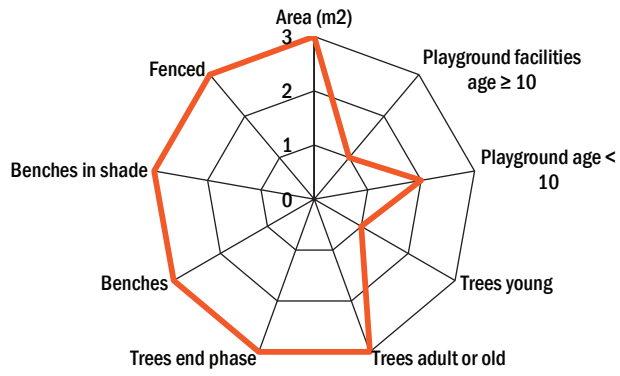 Area (m2)
3
2
1
0
Playground facilities
age ≥ 10
Playground age <
10
Trees young
Trees adult or old
Trees end phase
Benches
Benches in shade
Fenced